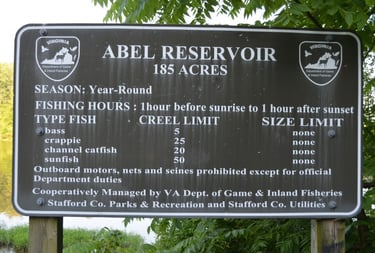 VIRGINIA
VIRGINIA
ABEL RESERVOIR
185 ACRES
SEASON: Year-Round
FISHING HOURS : 1hour before sunrise to 1 hour after sunset
TYPE FISH CREEL LIMIT SIZE LIMIT
bass 5 none
crappie 25 none
channel catfish 20 none
sunfish 50 none
Outboard motors, nets and seines prohibited except for official
Department duties
Cooperatively Managed by VA Dept. of Game & Inland Fisheries
Stafford Co. Parks & Recreation and Stafford Co. Utilities